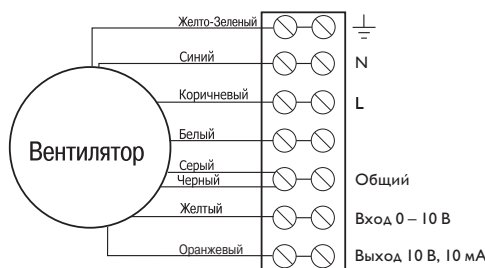 Желто-Зеленый
Синий N
Коричневый L
Белый
Вентилятор
Серый
Черный Общий
Желтый Вход 0 – 10 В
Оранжевый Выход 10 В, 10 мА